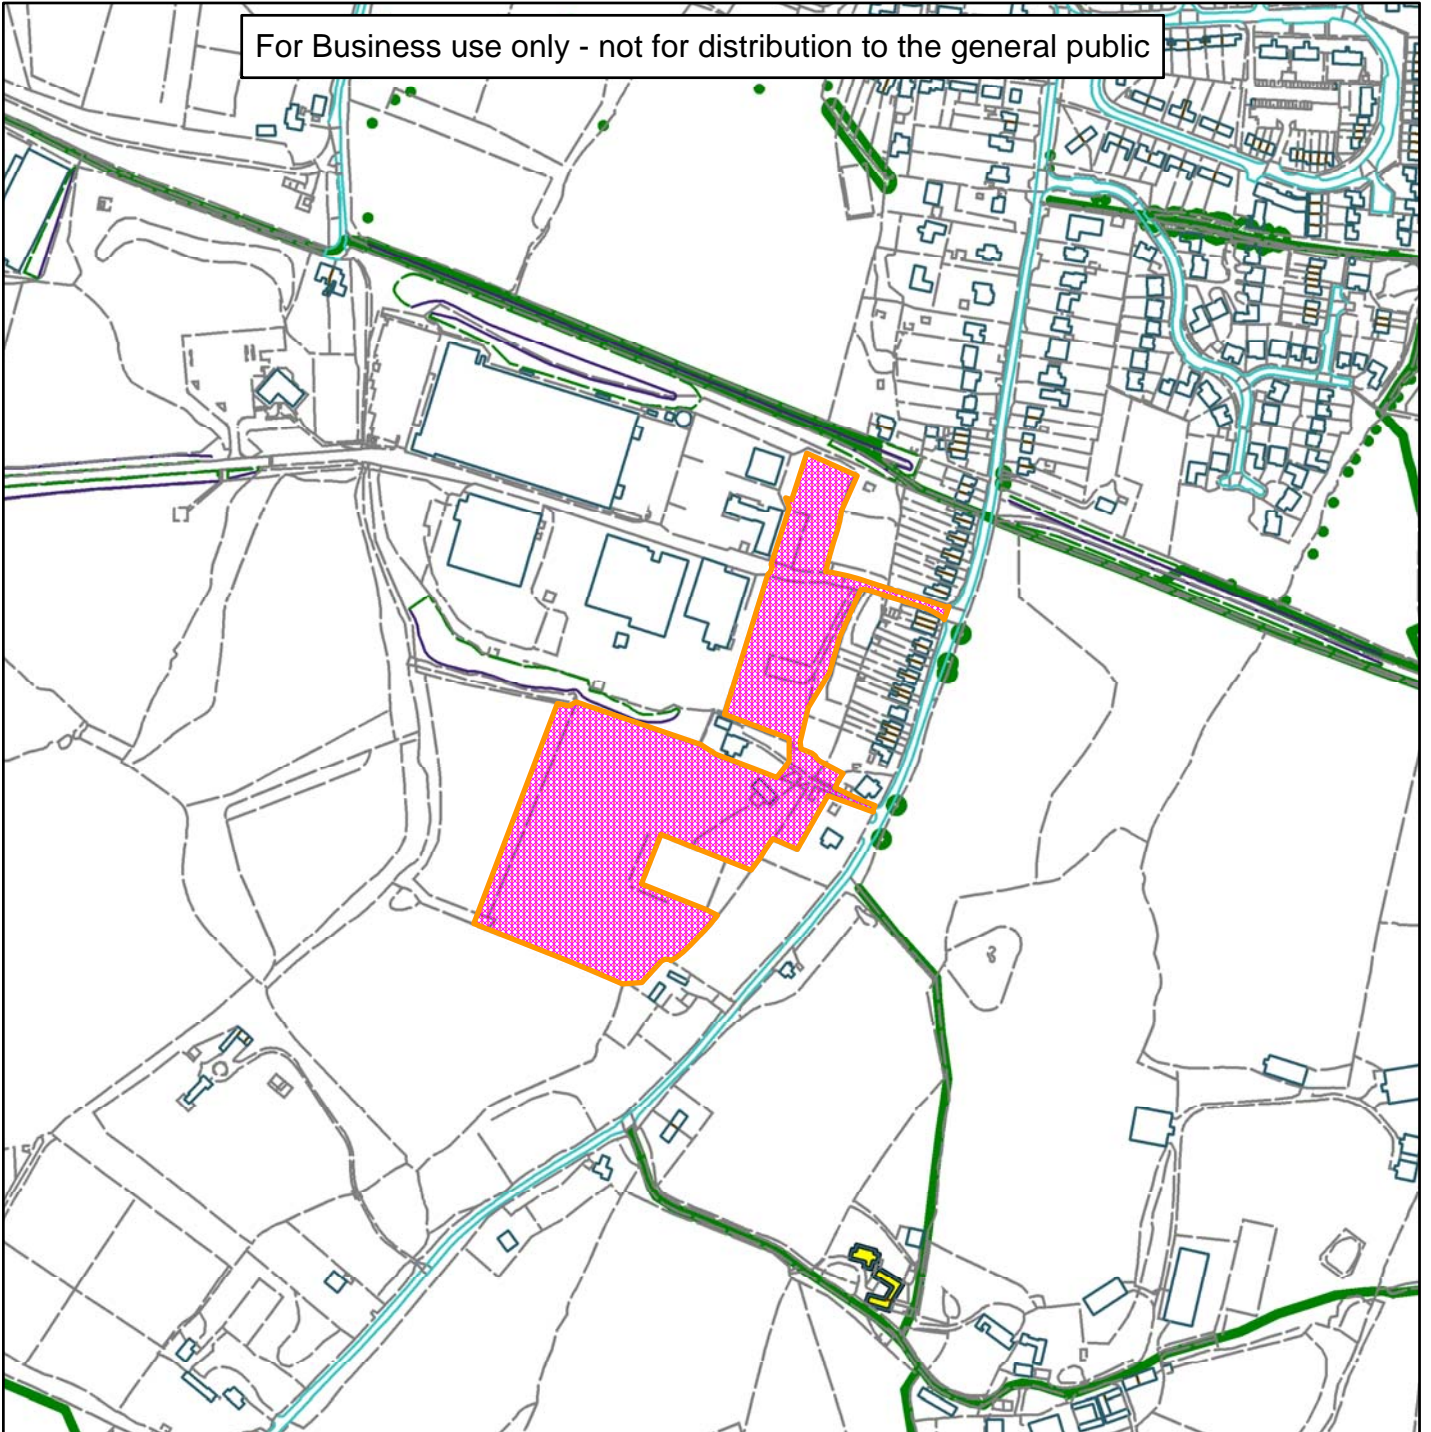 For Business use only - not for distribution to the general public